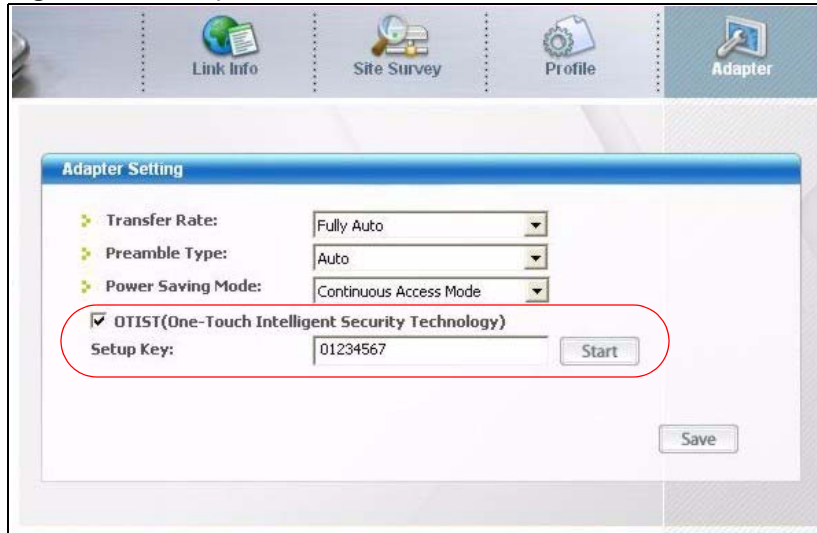 Link Info Site Survey Profile Adapter
Adapter Setting
Transfer Rate: Fully Auto
Preamble Type: Auto
Power Saving Mode: Continuous Access Mode
OTIST(One-Touch Intelligent Security Technology)
Setup Key: 01234567 Start
Save